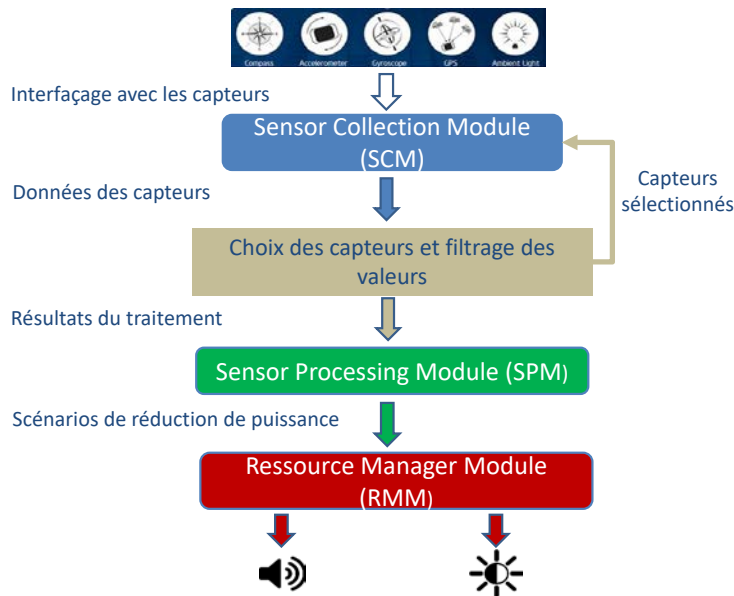 Compass Accelerometer Gyroscope GPS Ambient Light
Interfaçage avec les capteurs
Sensor Collection Module
(SCM)
Données des capteurs
Capteurs
sélectionnés
Choix des capteurs et filtrage des
valeurs
Résultats du traitement
Sensor Processing Module (SPM)
Scénarios de réduction de puissance
Ressource Manager Module
(RMM)